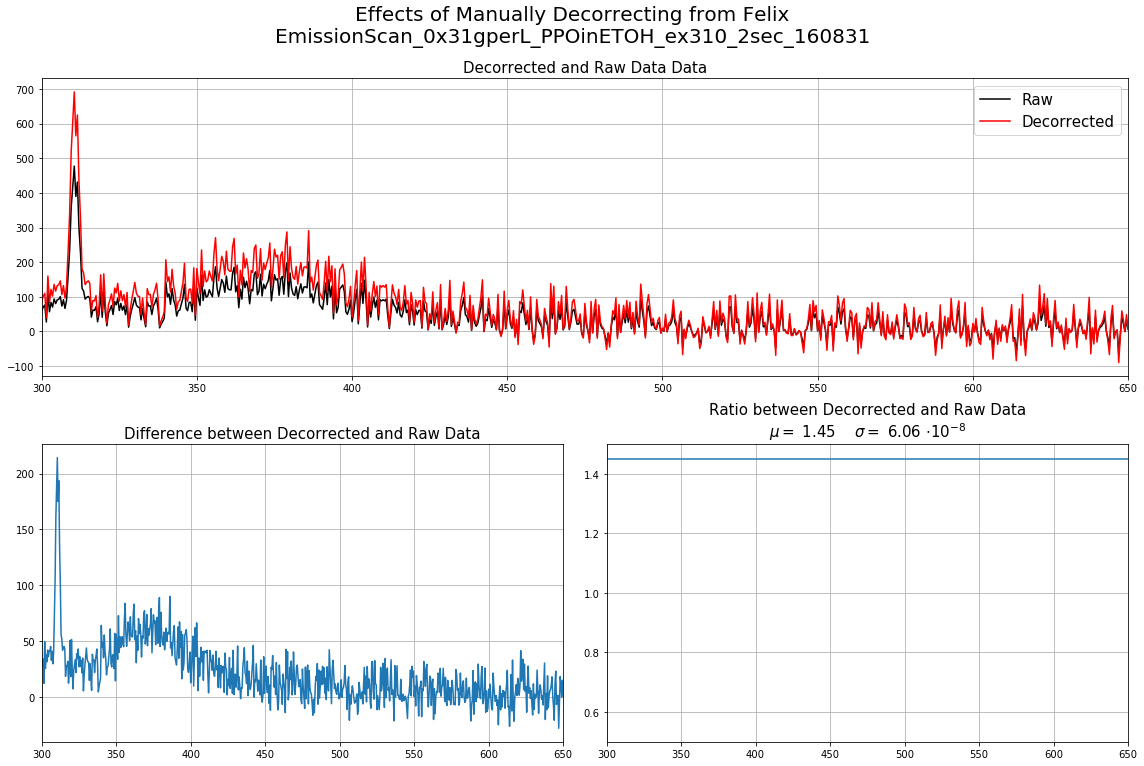 Effects of Manually Decorrecting from Felix
EmissionScan_0x31gperL_PPOinETOH_ex310_2sec_160831
Decorrected and Raw Data Data
700
600
500
400
300
200
100
0
−100
Raw
Decorrected
300 350 400 450 500 550 600 650
Difference between Decorrected and Raw Data
200
150
100
50
0
300 350 400 450 500 550 600 650
Ratio between Decorrected and Raw Data
μ = 1.45 σ = 6.06 ·10⁻⁸
1.4
1.2
1.0
0.8
0.6
300 350 400 450 500 550 600 650